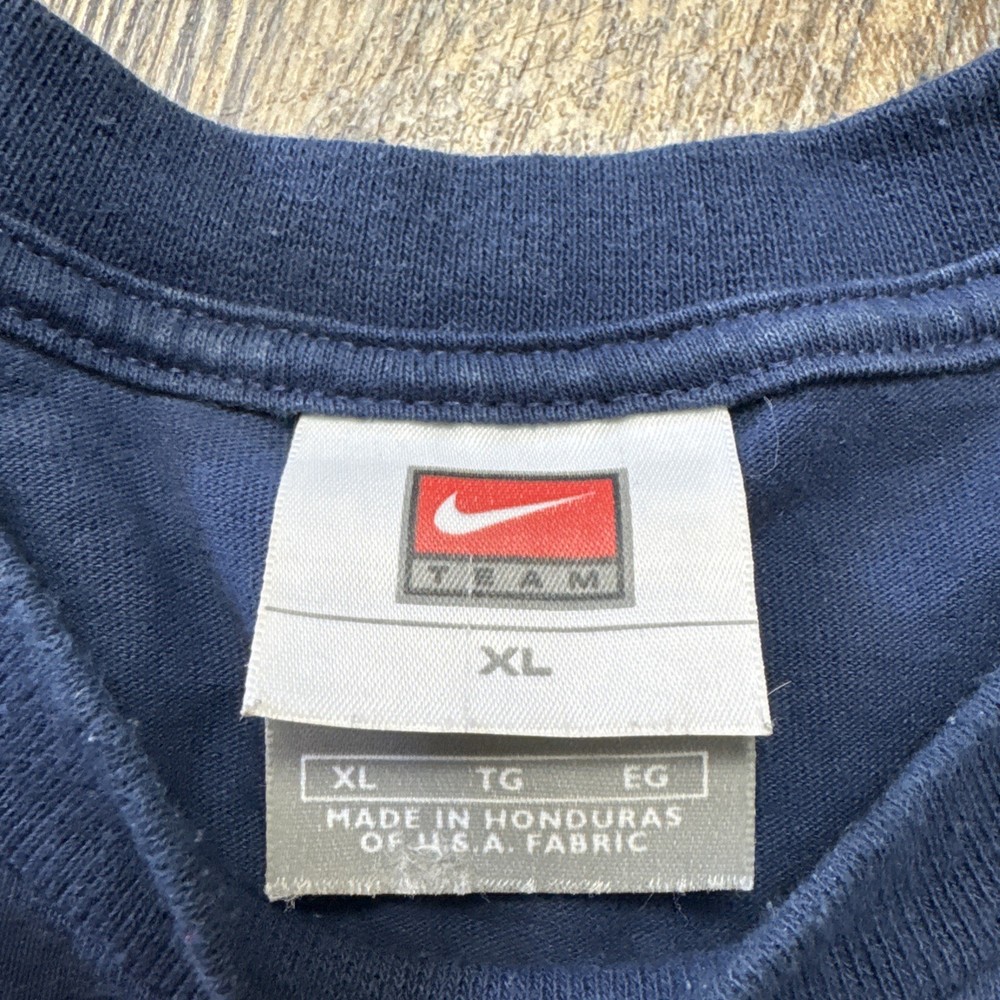 TEAM
XL
XL TG EG
MADE IN HONDURAS
OF U.S.A. FABRIC